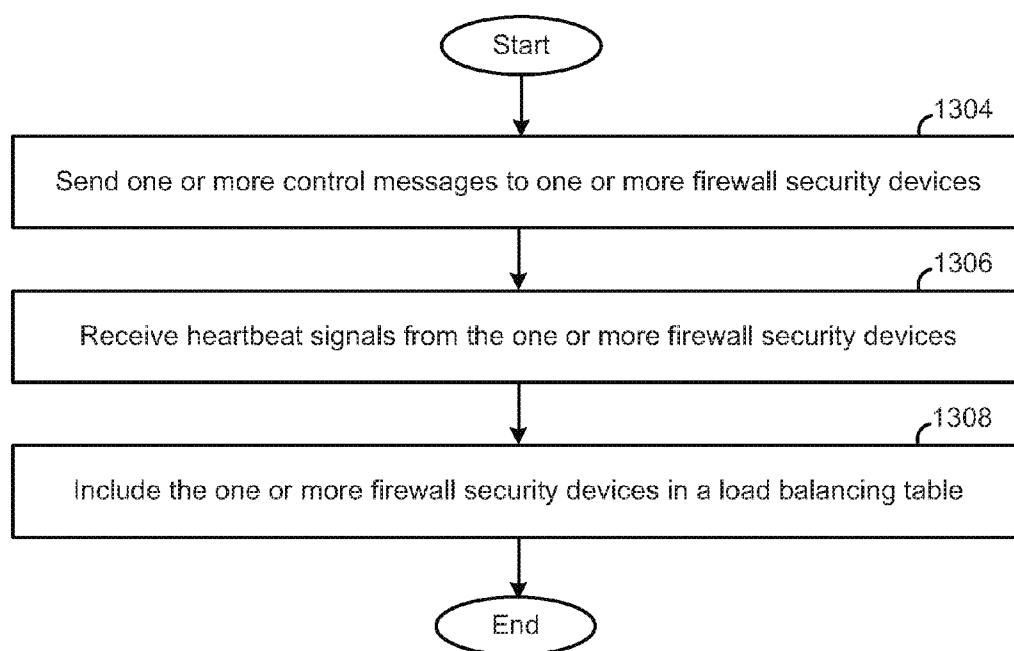 Start
1304
Send one or more control messages to one or more firewall security devices
1306
Receive heartbeat signals from the one or more firewall security devices
1308
Include the one or more firewall security devices in a load balancing table
End